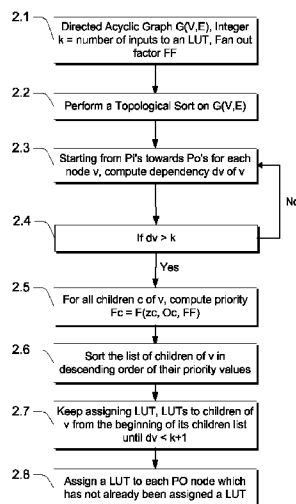 2.1
Directed Acyclic Graph G(V,E), Integer
k = number of inputs to an LUT, Fan out
factor FF
2.2
Perform a Topological Sort on G(V,E)
2.3
Starting from PI's towards Po's for each
node v, compute dependency dv of v
No
2.4
If dv > k
Yes
2.5
For all children c of v, compute priority
Fc = F(zc, Oc, FF)
2.6
Sort the list of children of v in
descending order of their priority values
2.7
Keep assigning LUT, LUTs to children of
v from the beginning of its children list
until dv < k+1
2.8
Assign a LUT to each PO node which
has not already been assigned a LUT